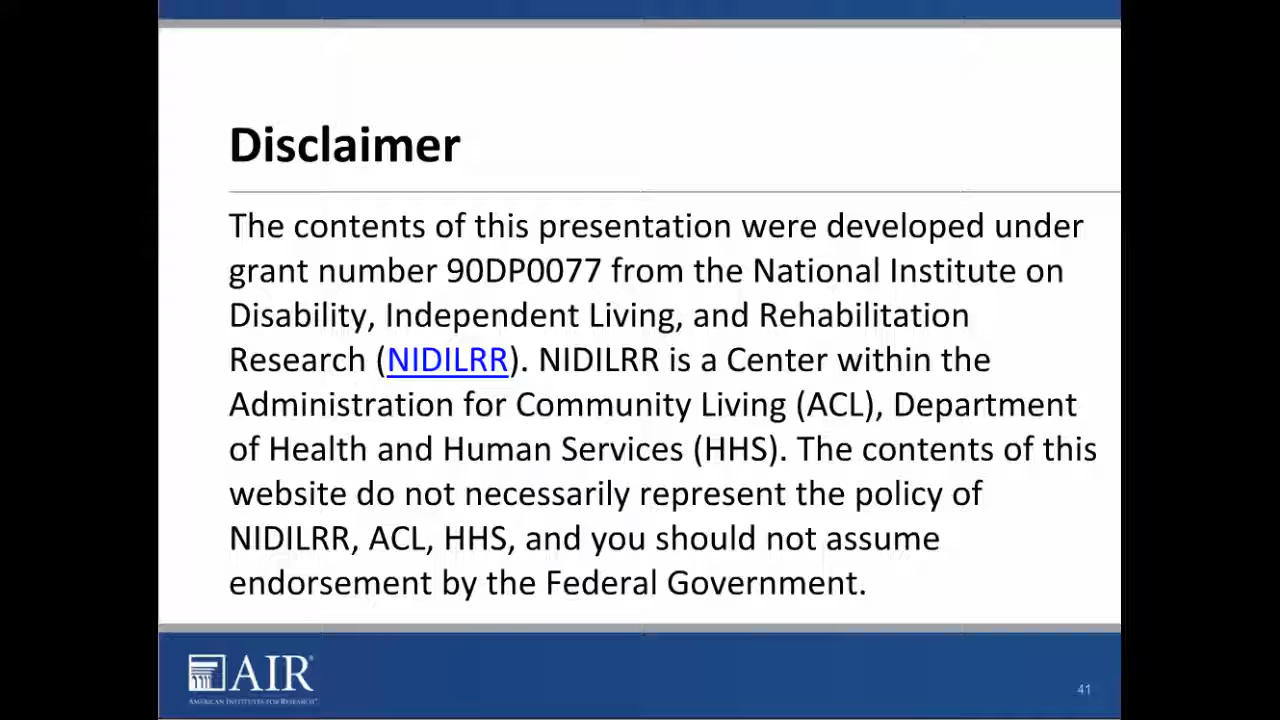 Disclaimer
The contents of this presentation were developed under
grant number 90DP0077 from the National Institute on
Disability, Independent Living, and Rehabilitation
Research (NIDILRR). NIDILRR is a Center within the
Administration for Community Living (ACL), Department
of Health and Human Services (HHS). The contents of this
website do not necessarily represent the policy of
NIDILRR, ACL, HHS, and you should not assume
endorsement by the Federal Government.
AIR®
AMERICAN INSTITUTES FOR RESEARCH
41